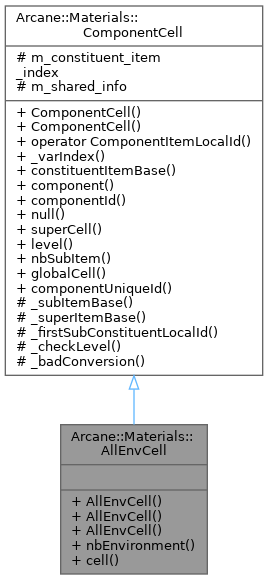 Arcane::Materials::
ComponentCell
# m_constituent_item
_index
# m_shared_info
+ ComponentCell()
+ ComponentCell()
+ operator ComponentItemLocalId()
+ _varIndex()
+ constituentItemBase()
+ component()
+ componentId()
+ null()
+ superCell()
+ level()
+ nbSubItem()
+ globalCell()
+ componentUniqueId()
# _subItemBase()
# _superItemBase()
# _firstSubConstituentLocalId()
# _checkLevel()
# _badConversion()
Arcane::Materials::
AllEnvCell
+ AllEnvCell()
+ AllEnvCell()
+ AllEnvCell()
+ nbEnvironment()
+ cell()